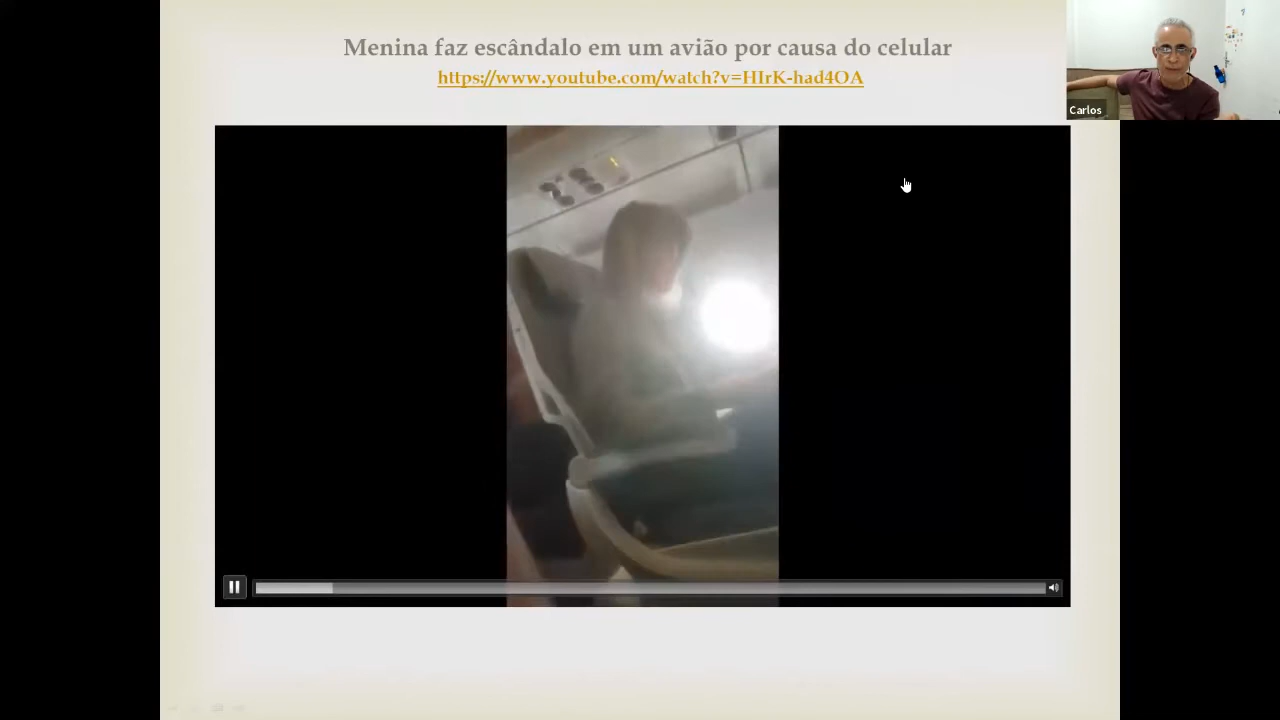 Menina faz escândalo em um avião por causa do celular
https://www.youtube.com/watch?v=HIrK-had4OA
Carlos